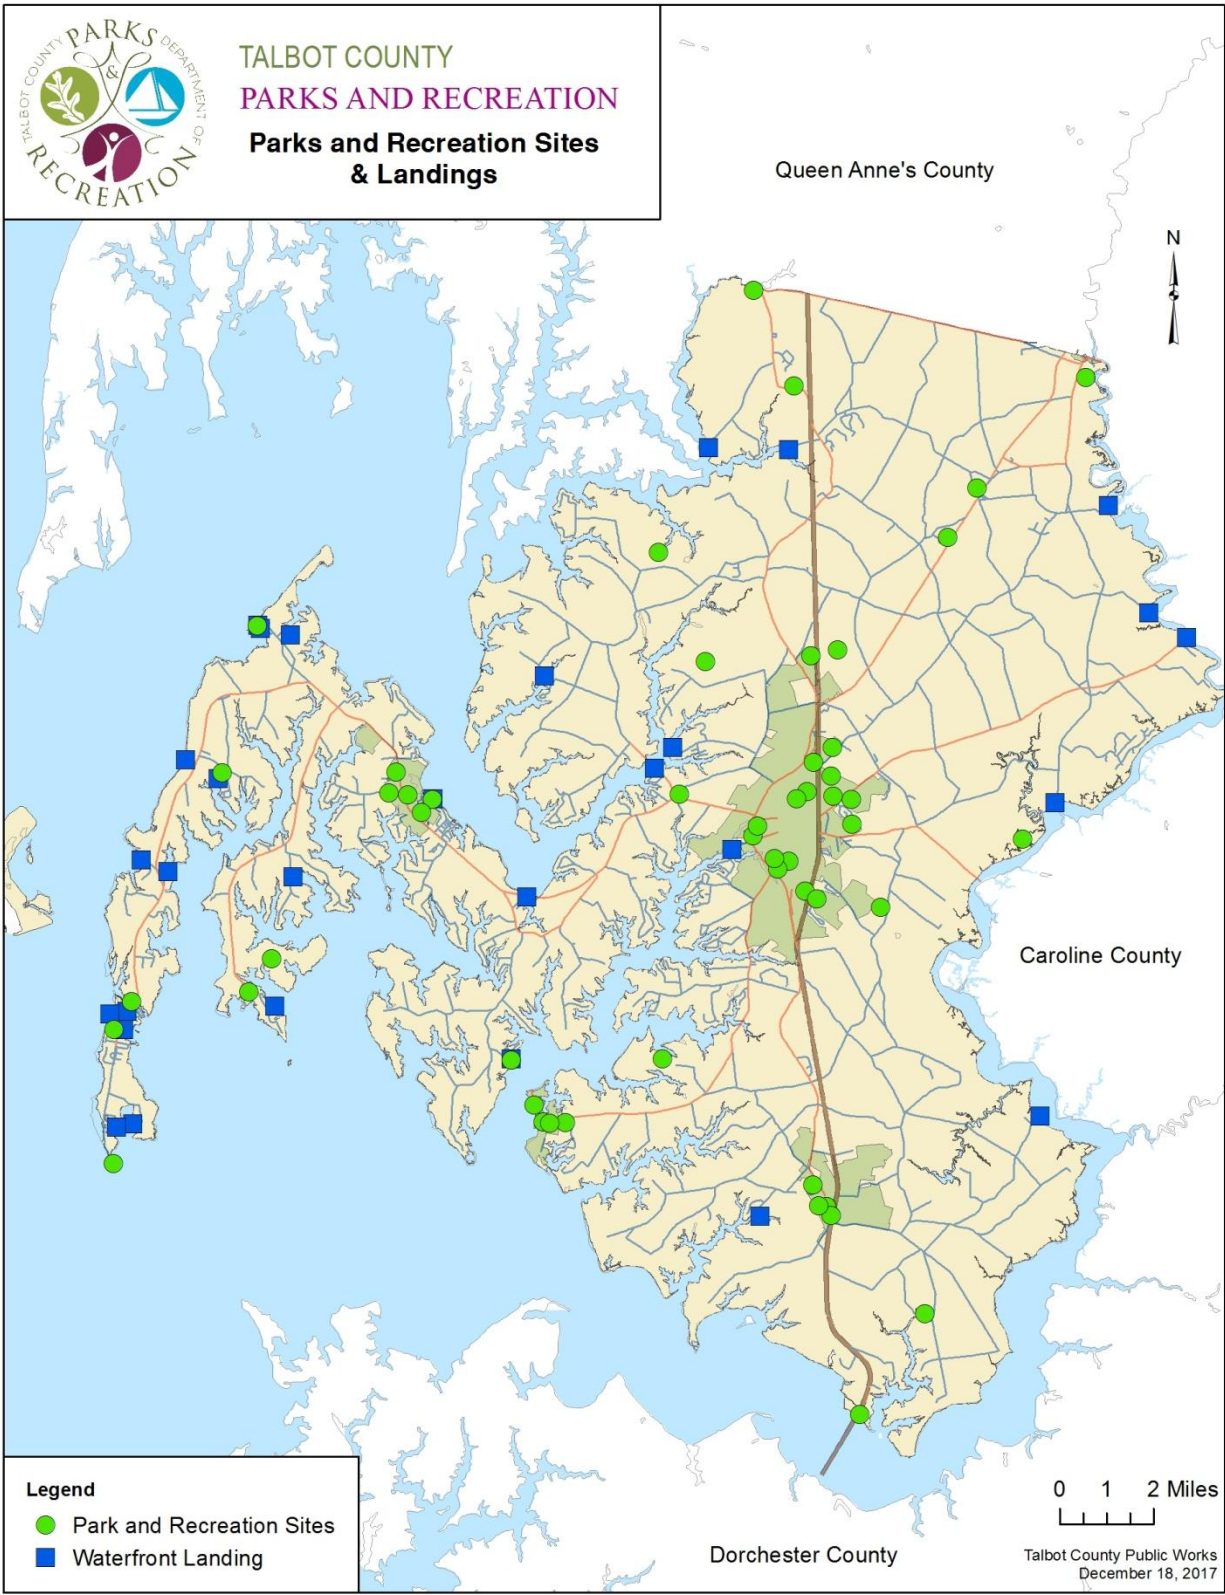 TALBOT COUNTY PARKS DEPARTMENT OF
PARKS
&
RECREATION
TALBOT COUNTY
PARKS AND RECREATION
Parks and Recreation Sites
& Landings
Queen Anne's County
N
Caroline County
Legend
Park and Recreation Sites
Waterfront Landing
Dorchester County
0 1 2 Miles
Talbot County Public Works
December 18, 2017